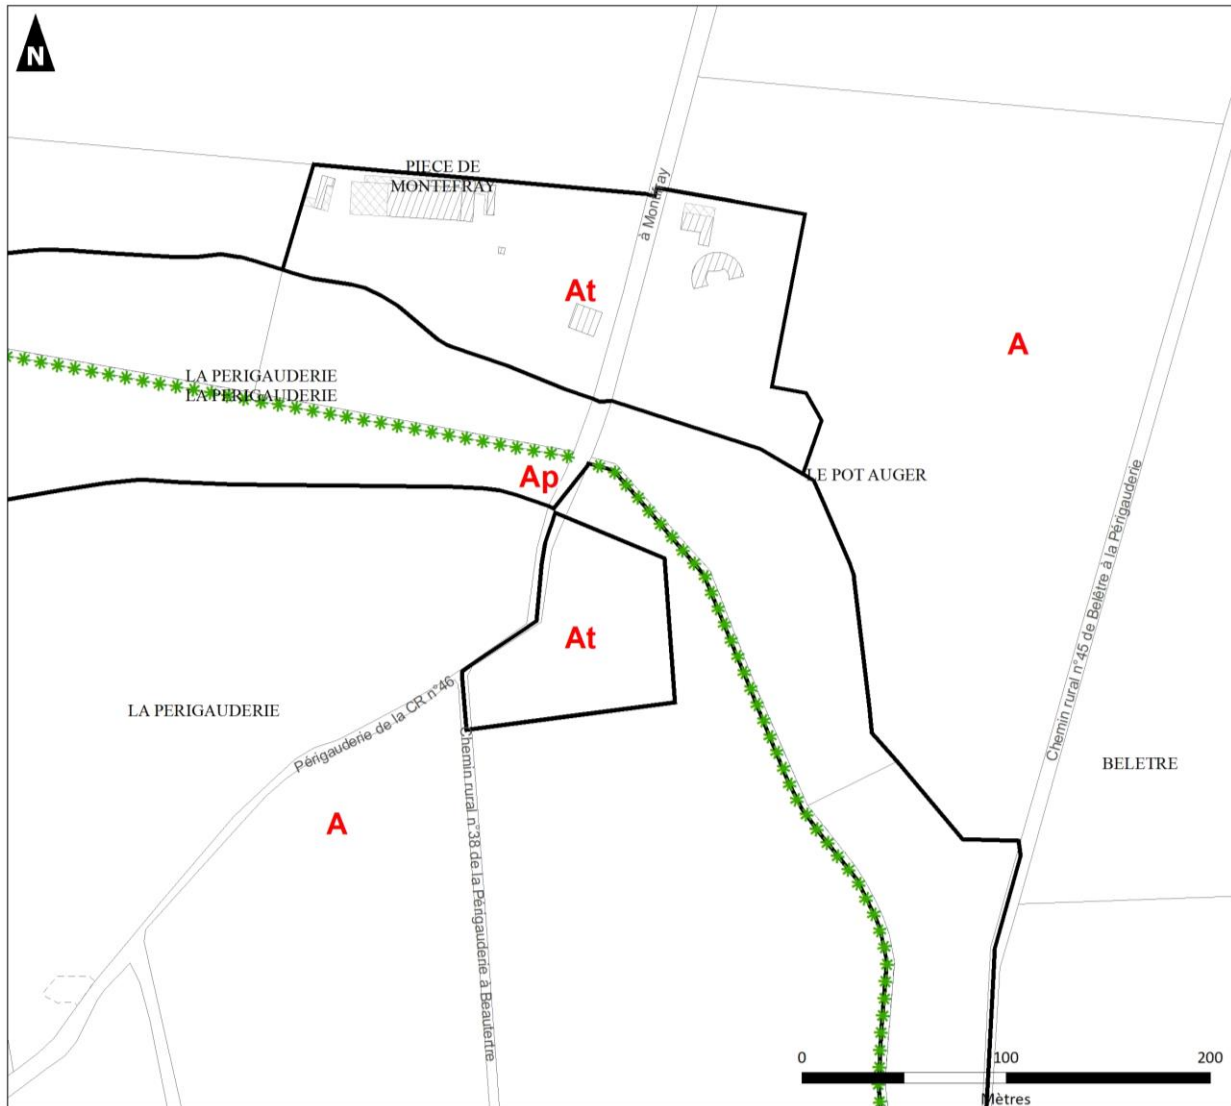 N
PIECE DE
MONTEFRAY
à Montfray
At
A
LA PERIGAUDERIE
LA PERIGAUDERIE
Ap
LE POT AUGER
Chemin rural n°45 de Belêtre à la Périgauderie
At
LA PERIGAUDERIE
Périgauderie de la CR n°46
BELETRE
A
Chemin rural n°38 de la Périgauderie à Beautertre
0 100 200
Mètres